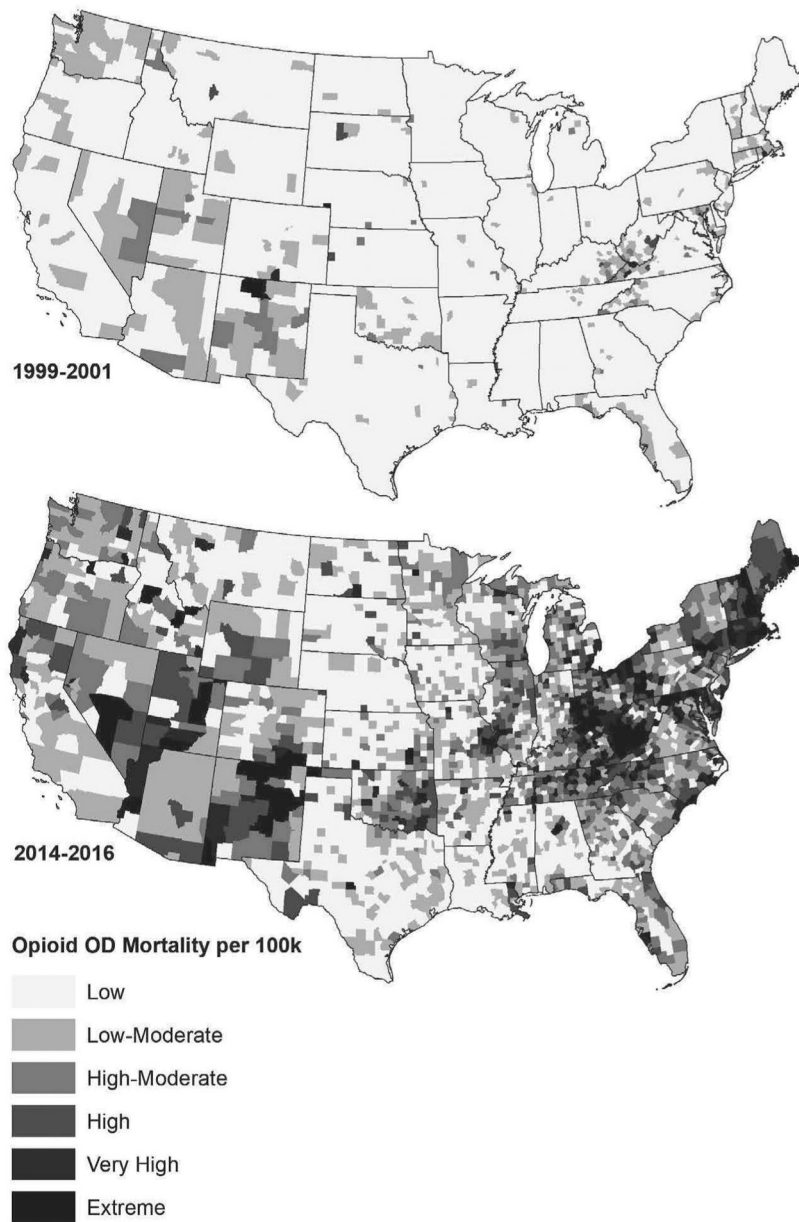 1999-2001
2014-2016
Opioid OD Mortality per 100k
Low
Low-Moderate
High-Moderate
High
Very High
Extreme